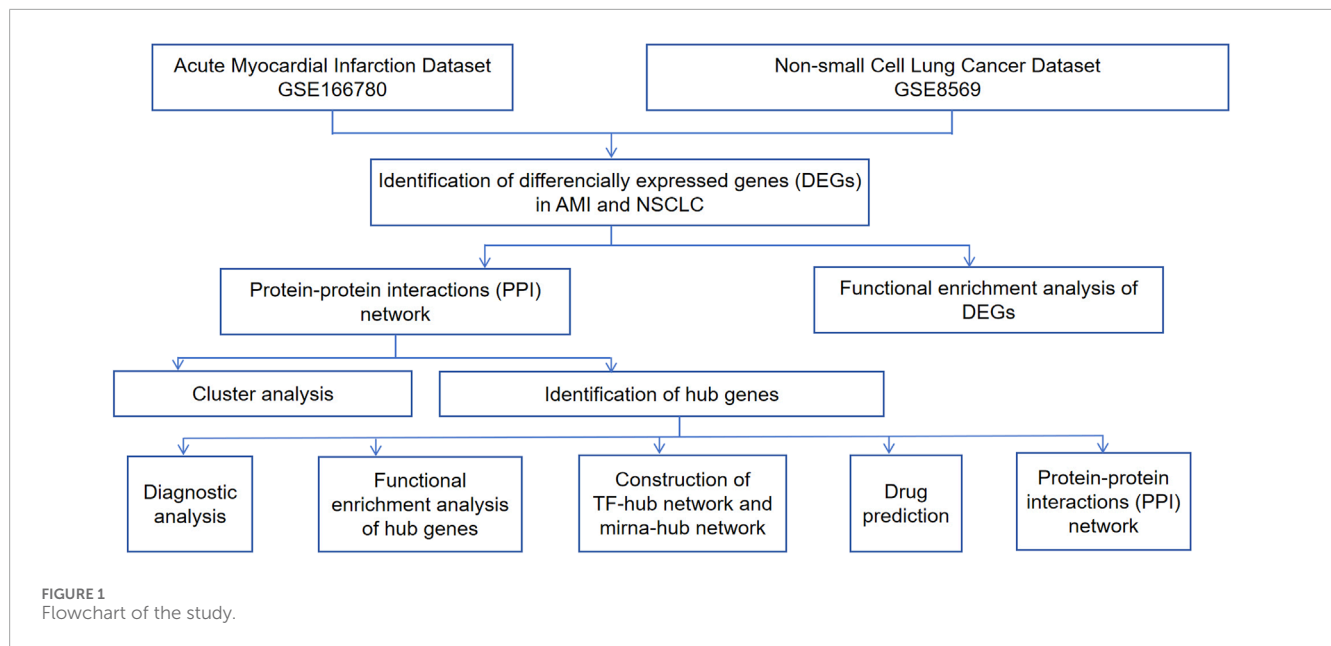 Acute Myocardial Infarction Dataset
GSE166780
Non-small Cell Lung Cancer Dataset
GSE8569
Identification of differencially expressed genes (DEGs)
in AMI and NSCLC
Protein-protein interactions (PPI)
network
Functional enrichment analysis of
DEGs
Cluster analysis
Identification of hub genes
Diagnostic
analysis
Functional
enrichment analysis
of hub genes
Construction of
TF-hub network and
mirna-hub network
Drug
prediction
Protein-protein
interactions (PPI)
network
FIGURE 1
Flowchart of the study.